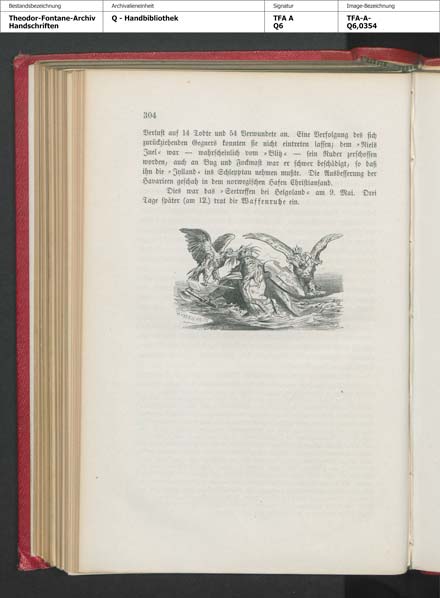 Bestandsbezeichnung
Archivalieneinheit
Signatur
Image-Bezeichnung
Theodor-Fontane-Archiv
Handschriften
Q - Handbibliothek
TFA A
Q6
TFA-A-
Q6,0354
304
Verlust auf 14 Todte und 54 Verwundete an. Eine Verfolgung des sich
zurückziehenden Gegners konnten sie nicht eintreten lassen; dem »Niels
Juel« war — wahrscheinlich vom »Blitz« — sein Ruder zerschossen
worden; auch an Bug und Fockmast war er schwer beschädigt, so daß
ihn die »Jylland« ins Schlepptau nehmen mußte. Die Ausbesserung der
Havarieen geschah in dem norwegischen Hafen Christiansand.
Dies war das »Seetreffen bei Helgoland« am 9. Mai. Drei
Tage später (am 12.) trat die Waffenruhe ein.